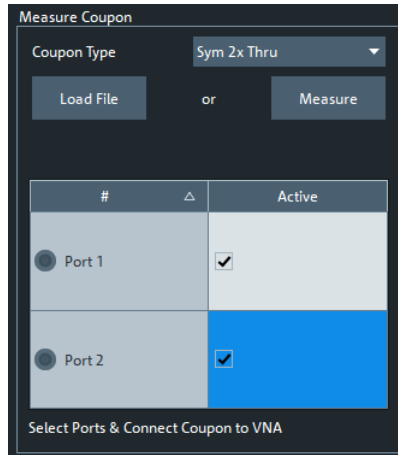 Measure Coupon
Coupon Type Sym 2x Thru
Load File or Measure
# Active
Port 1
Port 2
Select Ports & Connect Coupon to VNA